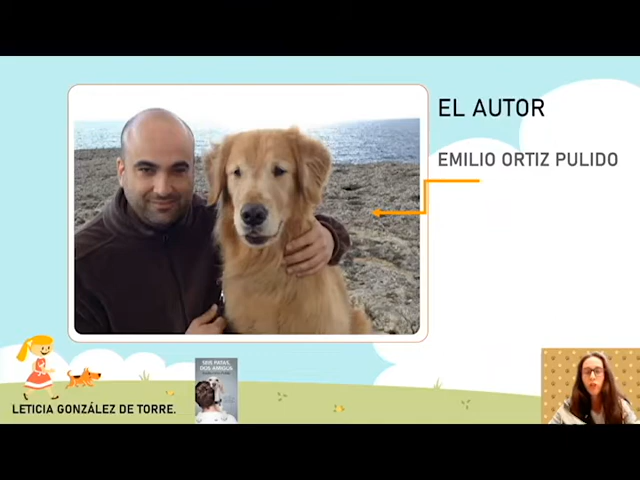 EL AUTOR
EMILIO ORTIZ PULIDO
SEIS PATAS,
DOS AMIGOS
LETICIA GONZÁLEZ DE TORRE.